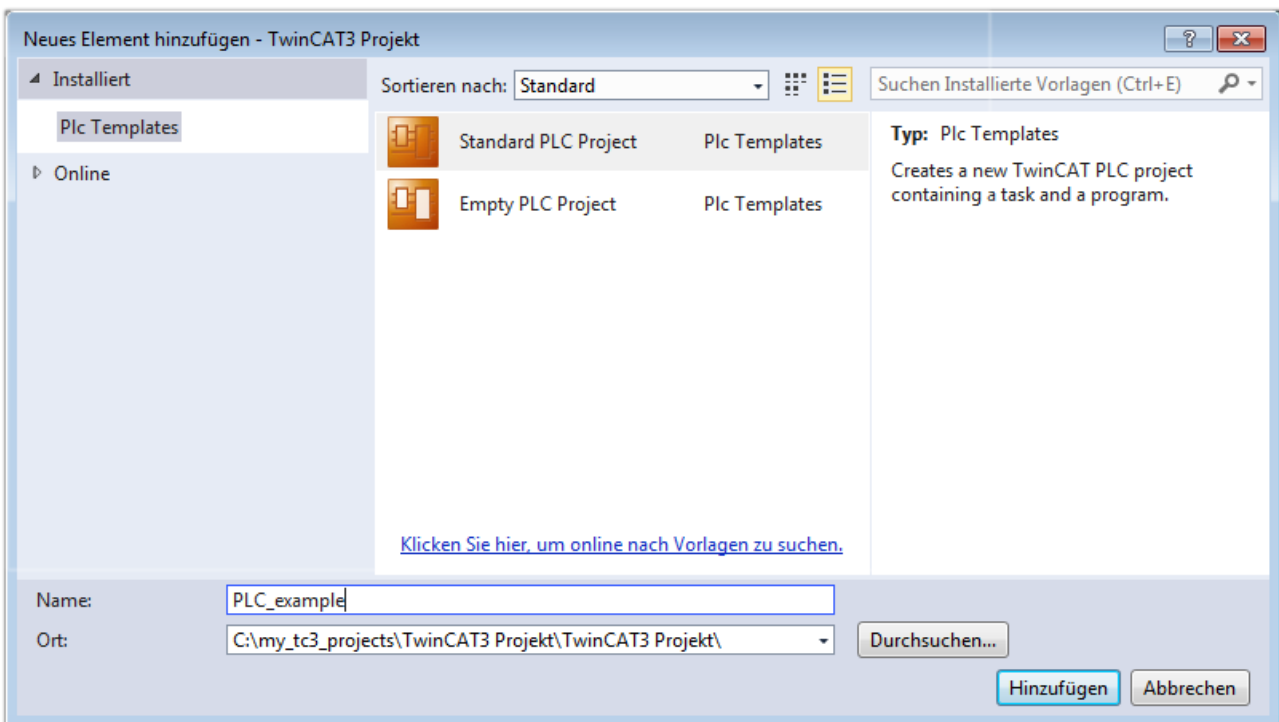 Neues Element hinzufügen - TwinCAT3 Projekt
Installiert
Plc Templates
Online
Sortieren nach: Standard
Suchen Installierte Vorlagen (Ctrl+E)
Standard PLC Project Plc Templates
Empty PLC Project Plc Templates
Typ: Plc Templates
Creates a new TwinCAT PLC project
containing a task and a program.
Klicken Sie hier, um online nach Vorlagen zu suchen.
Name: PLC_example
Ort: C:\my_tc3_projects\TwinCAT3 Projekt\TwinCAT3 Projekt\ Durchsuchen...
Hinzufügen Abbrechen